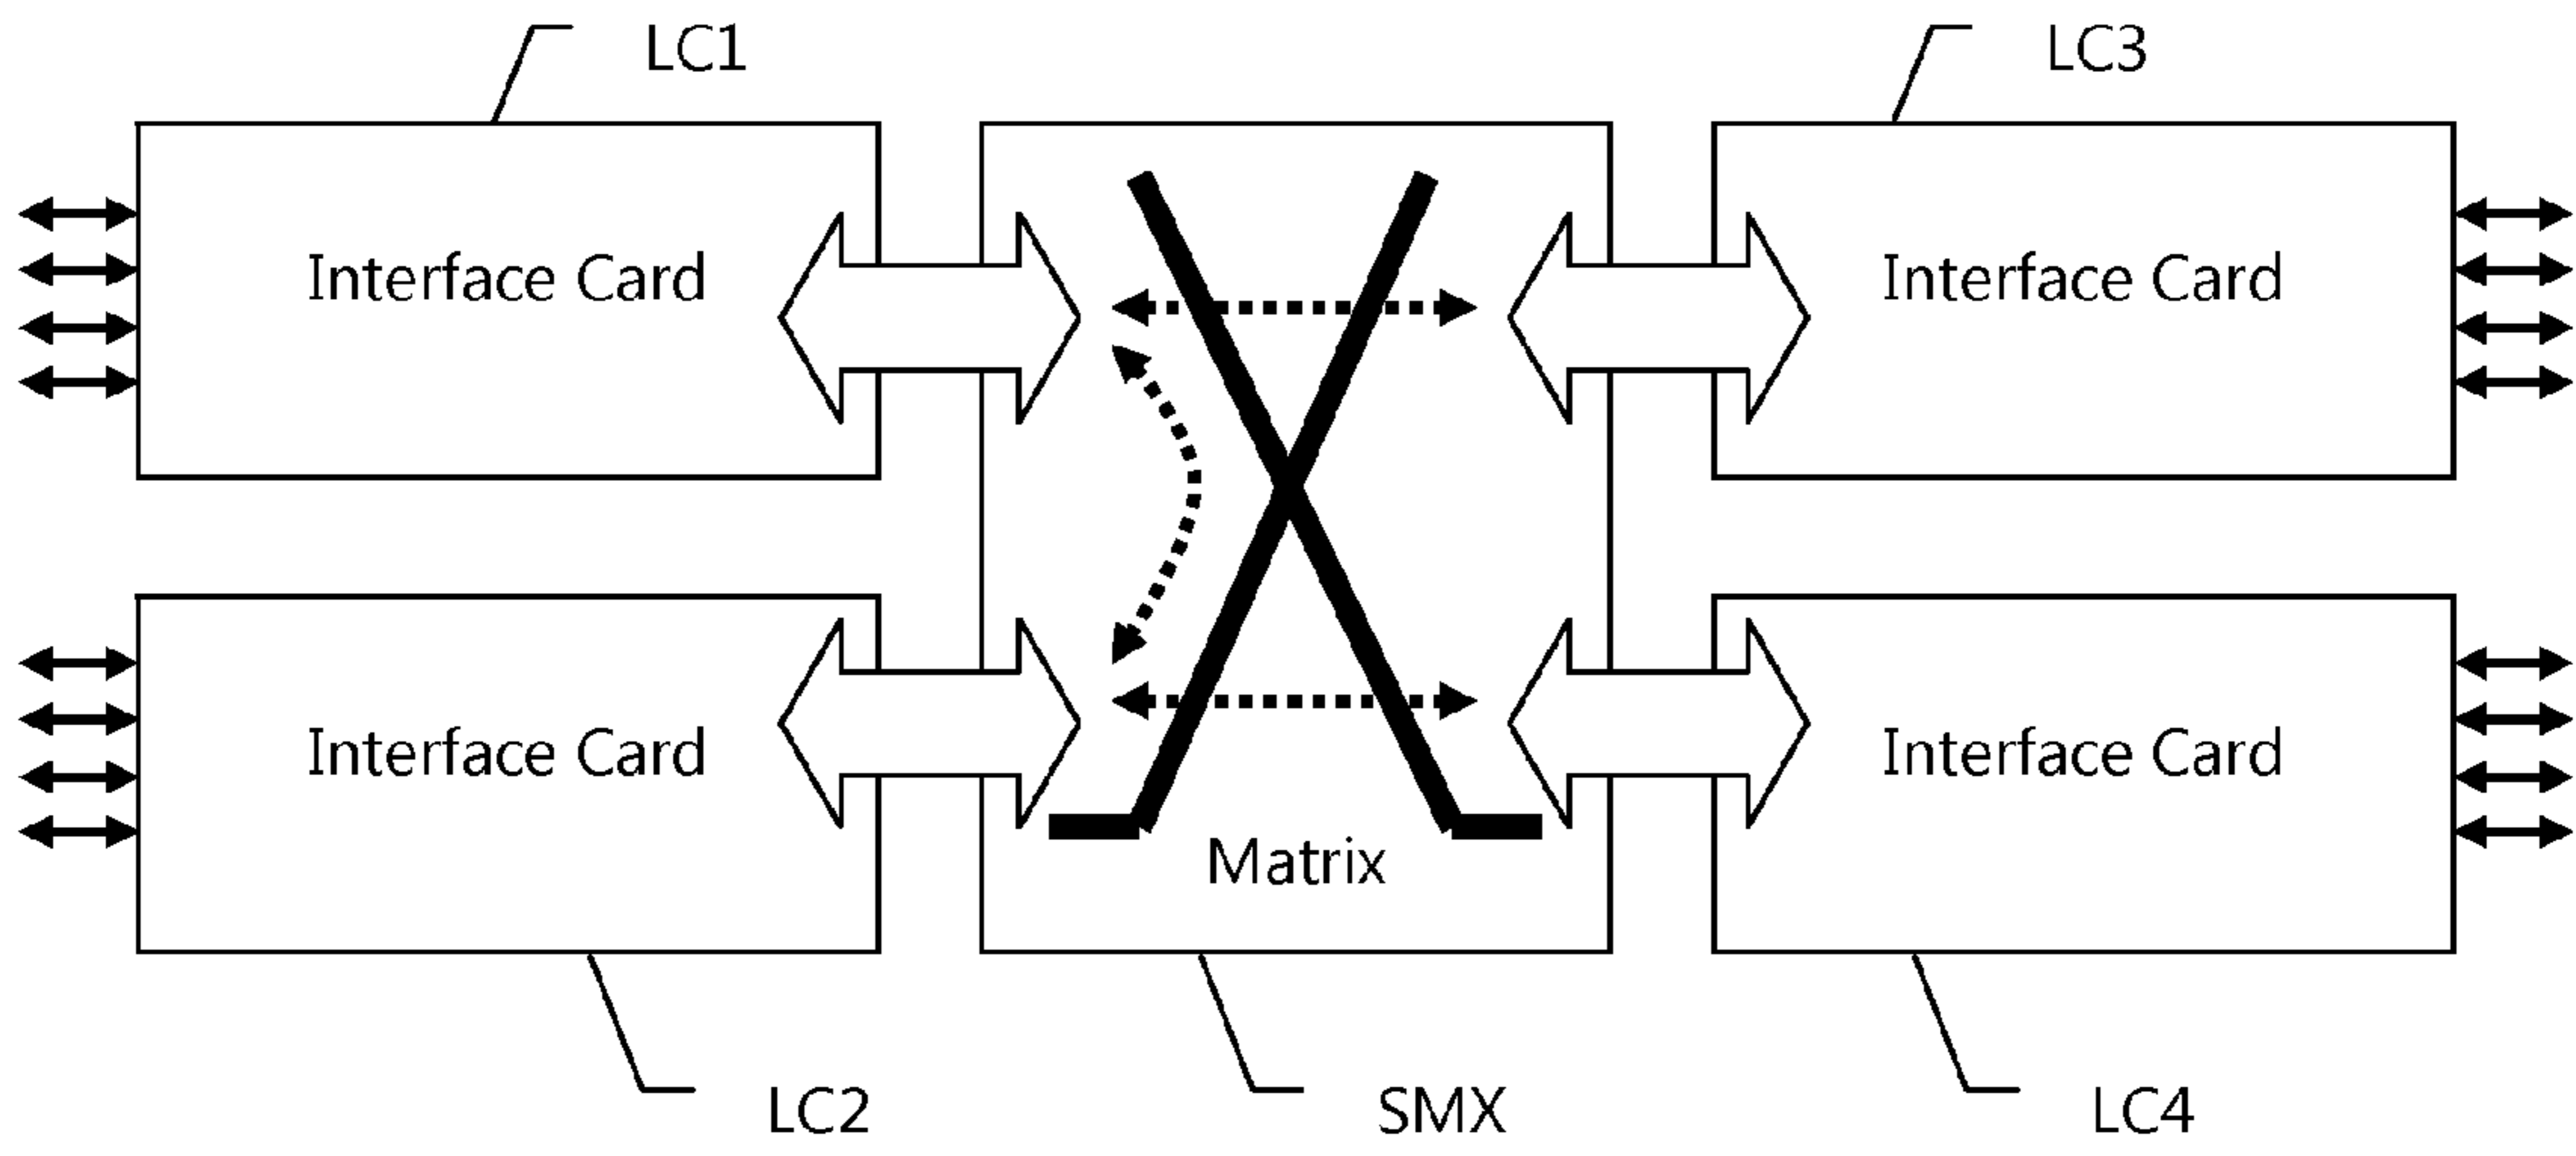 LC1
LC3
Interface Card
Interface Card
Interface Card
Interface Card
Matrix
LC2
SMX
LC4